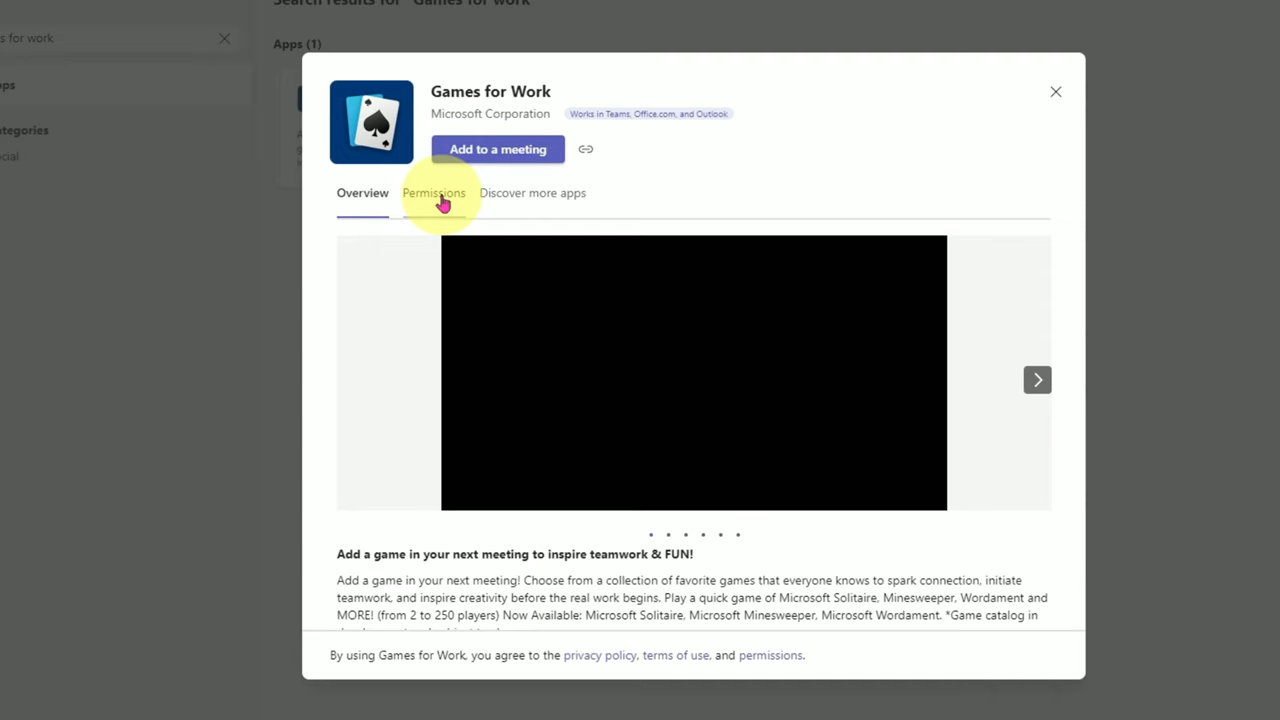 Search results for "Games for work"
s for work
Apps (1)
ps
ategories
cial
Games for Work
Microsoft Corporation
Works in Teams, Office.com, and Outlook
Add to a meeting
Overview
Permissions
Discover more apps
Add a game in your next meeting to inspire teamwork & FUN!
Add a game in your next meeting! Choose from a collection of favorite games that everyone knows to spark connection, initiate
teamwork, and inspire creativity before the real work begins. Play a quick game of Microsoft Solitaire, Minesweeper, Wordament and
MORE! (from 2 to 250 players) Now Available: Microsoft Solitaire, Microsoft Minesweeper, Microsoft Wordament. *Game catalog in
By using Games for Work, you agree to the privacy policy, terms of use, and permissions.